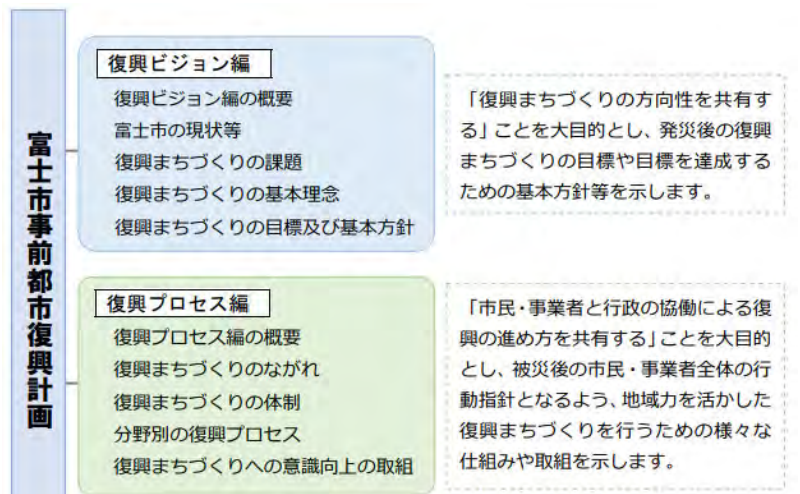 富士市事前都市復興計画
復興ビジョン編
復興ビジョン編の概要
富士市の現状等
復興まちづくりの課題
復興まちづくりの基本理念
復興まちづくりの目標及び基本方針
「復興まちづくりの方向性を共有す
る」ことを大目的とし、発災後の復興
まちづくりの目標や目標を達成する
ための基本方針等を示します。
復興プロセス編
復興プロセス編の概要
復興まちづくりのながれ
復興まちづくりの体制
分野別の復興プロセス
復興まちづくりへの意識向上の取組
「市民・事業者と行政の協働による復
興の進め方を共有する」ことを大目的
とし、被災後の市民・事業者全体の行
動指針となるよう、地域力を活かした
復興まちづくりを行うための様々な
仕組みや取組を示します。